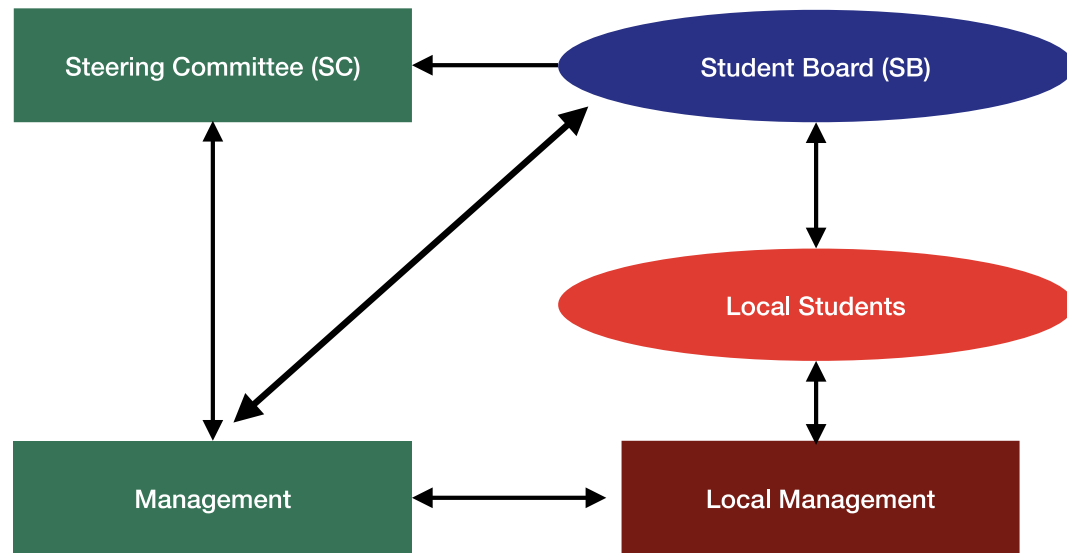 Steering Committee (SC)
Student Board (SB)
Local Students
Management
Local Management